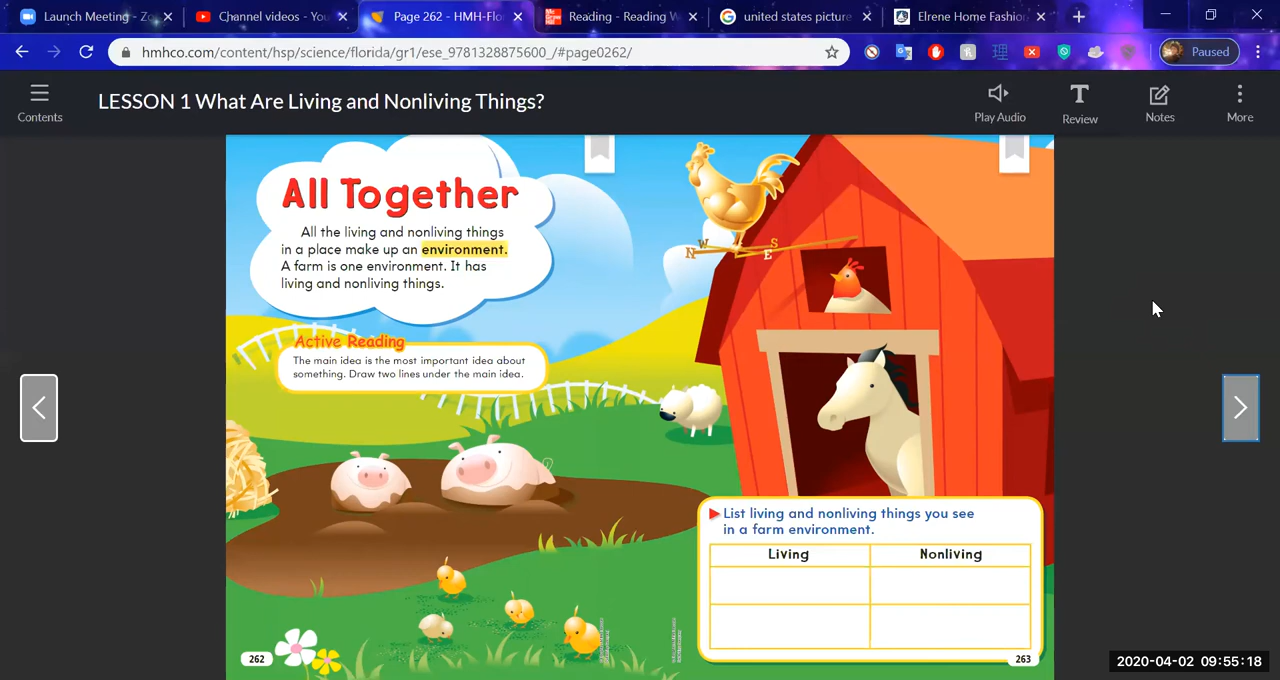 Launch Meeting - Zo
Channel videos - You
Page 262 - HMH-Flo
Reading - Reading W
united states picture
Elrene Home Fashio
hmhco.com/content/hsp/science/florida/gr1/ese_9781328875600_/#page0262/
Paused
Contents
LESSON 1 What Are Living and Nonliving Things?
Play Audio
Review
Notes
More
All Together
All the living and nonliving things
in a place make up an environment.
A farm is one environment. It has
living and nonliving things.
Active Reading
The main idea is the most important idea about
something. Draw two lines under the main idea.
N
W
S
E
List living and nonliving things you see
in a farm environment.
Living
Nonliving
262
263
2020-04-02 09:55:18